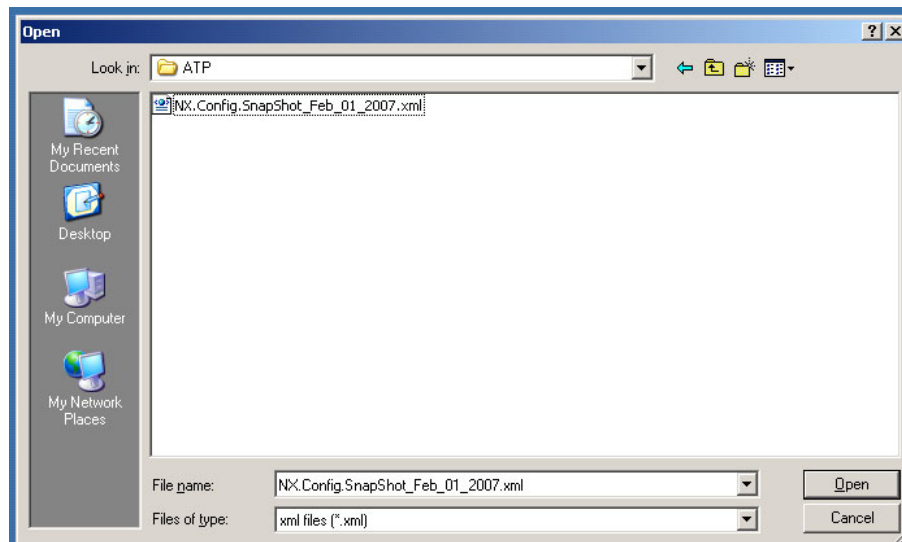 Open
Look in:
ATP
My Recent
Documents
Desktop
My Computer
My Network
Places
NX.Config.SnapShot_Feb_01_2007.xml
File name:
NX.Config.SnapShot_Feb_01_2007.xml
Open
Files of type:
xml files (*.xml)
Cancel